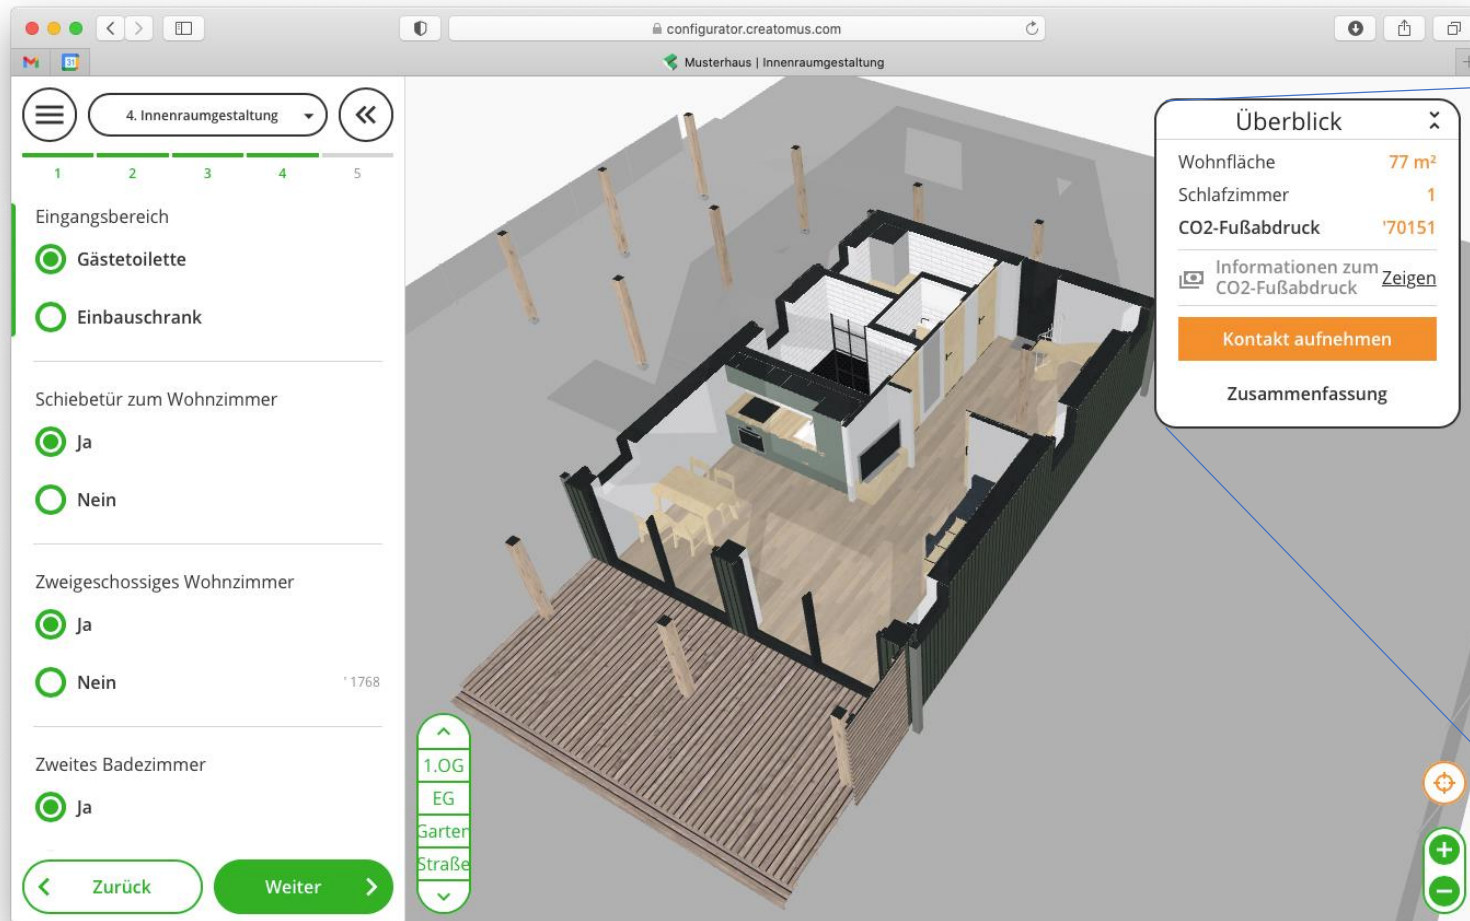 configurator.creatomus.com
31
Musterhaus | Innenraumgestaltung
4. Innenraumgestaltung
1 2 3 4 5
Eingangsbereich
Gästetoilette
Einbauschrank
Schiebetür zum Wohnzimmer
Ja
Nein
Zweigeschossiges Wohnzimmer
Ja
Nein ' 1768
Zweites Badezimmer
Ja
Zurück
Weiter
1.OG
EG
Garten
Straße
Überblick
Wohnfläche 77 m²
Schlafzimmer 1
CO2-Fußabdruck '70151
Informationen zum
CO2-Fußabdruck Zeigen
Kontakt aufnehmen
Zusammenfassung